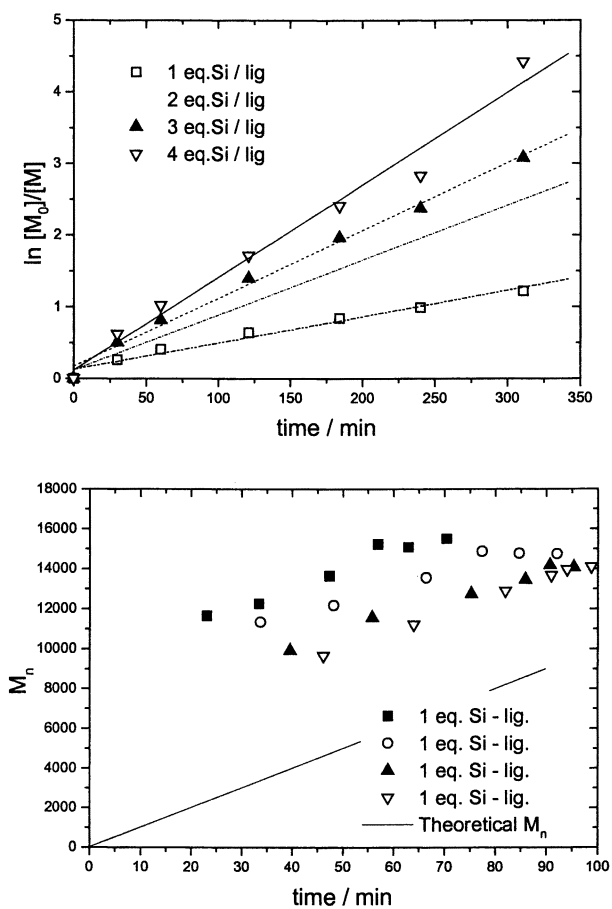 5
4
3
2
1
0
ln [M₀]/[M]
1 eq.Si / lig
2 eq.Si / lig
3 eq.Si / lig
4 eq.Si / lig
0 50 100 150 200 250 300 350
time / min
18000
16000
14000
12000
10000
8000
6000
4000
2000
0
Mₙ
1 eq. Si - lig.
1 eq. Si - lig.
1 eq. Si - lig.
1 eq. Si - lig.
Theoretical Mₙ
0 10 20 30 40 50 60 70 80 90 100
time / min